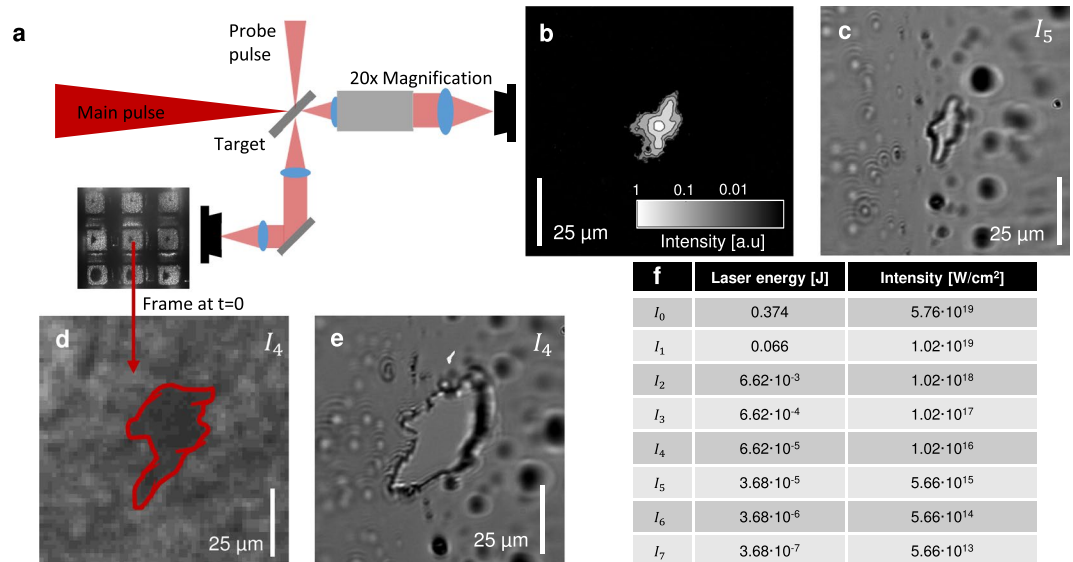 a
Probe
pulse
20x Magnification
Main pulse
Target
Frame at t=0
b
1 0.1 0.01
25 µm
Intensity [a.u]
c
I₅
25 µm
d
I₄
25 µm
e
I₄
25 µm
f Laser energy [J] Intensity [W/cm²]
I₀ 0.374 5.76·10¹⁹
I₁ 0.066 1.02·10¹⁹
I₂ 6.62·10⁻³ 1.02·10¹⁸
I₃ 6.62·10⁻⁴ 1.02·10¹⁷
I₄ 6.62·10⁻⁵ 1.02·10¹⁶
I₅ 3.68·10⁻⁵ 5.66·10¹⁵
I₆ 3.68·10⁻⁶ 5.66·10¹⁴
I₇ 3.68·10⁻⁷ 5.66·10¹³